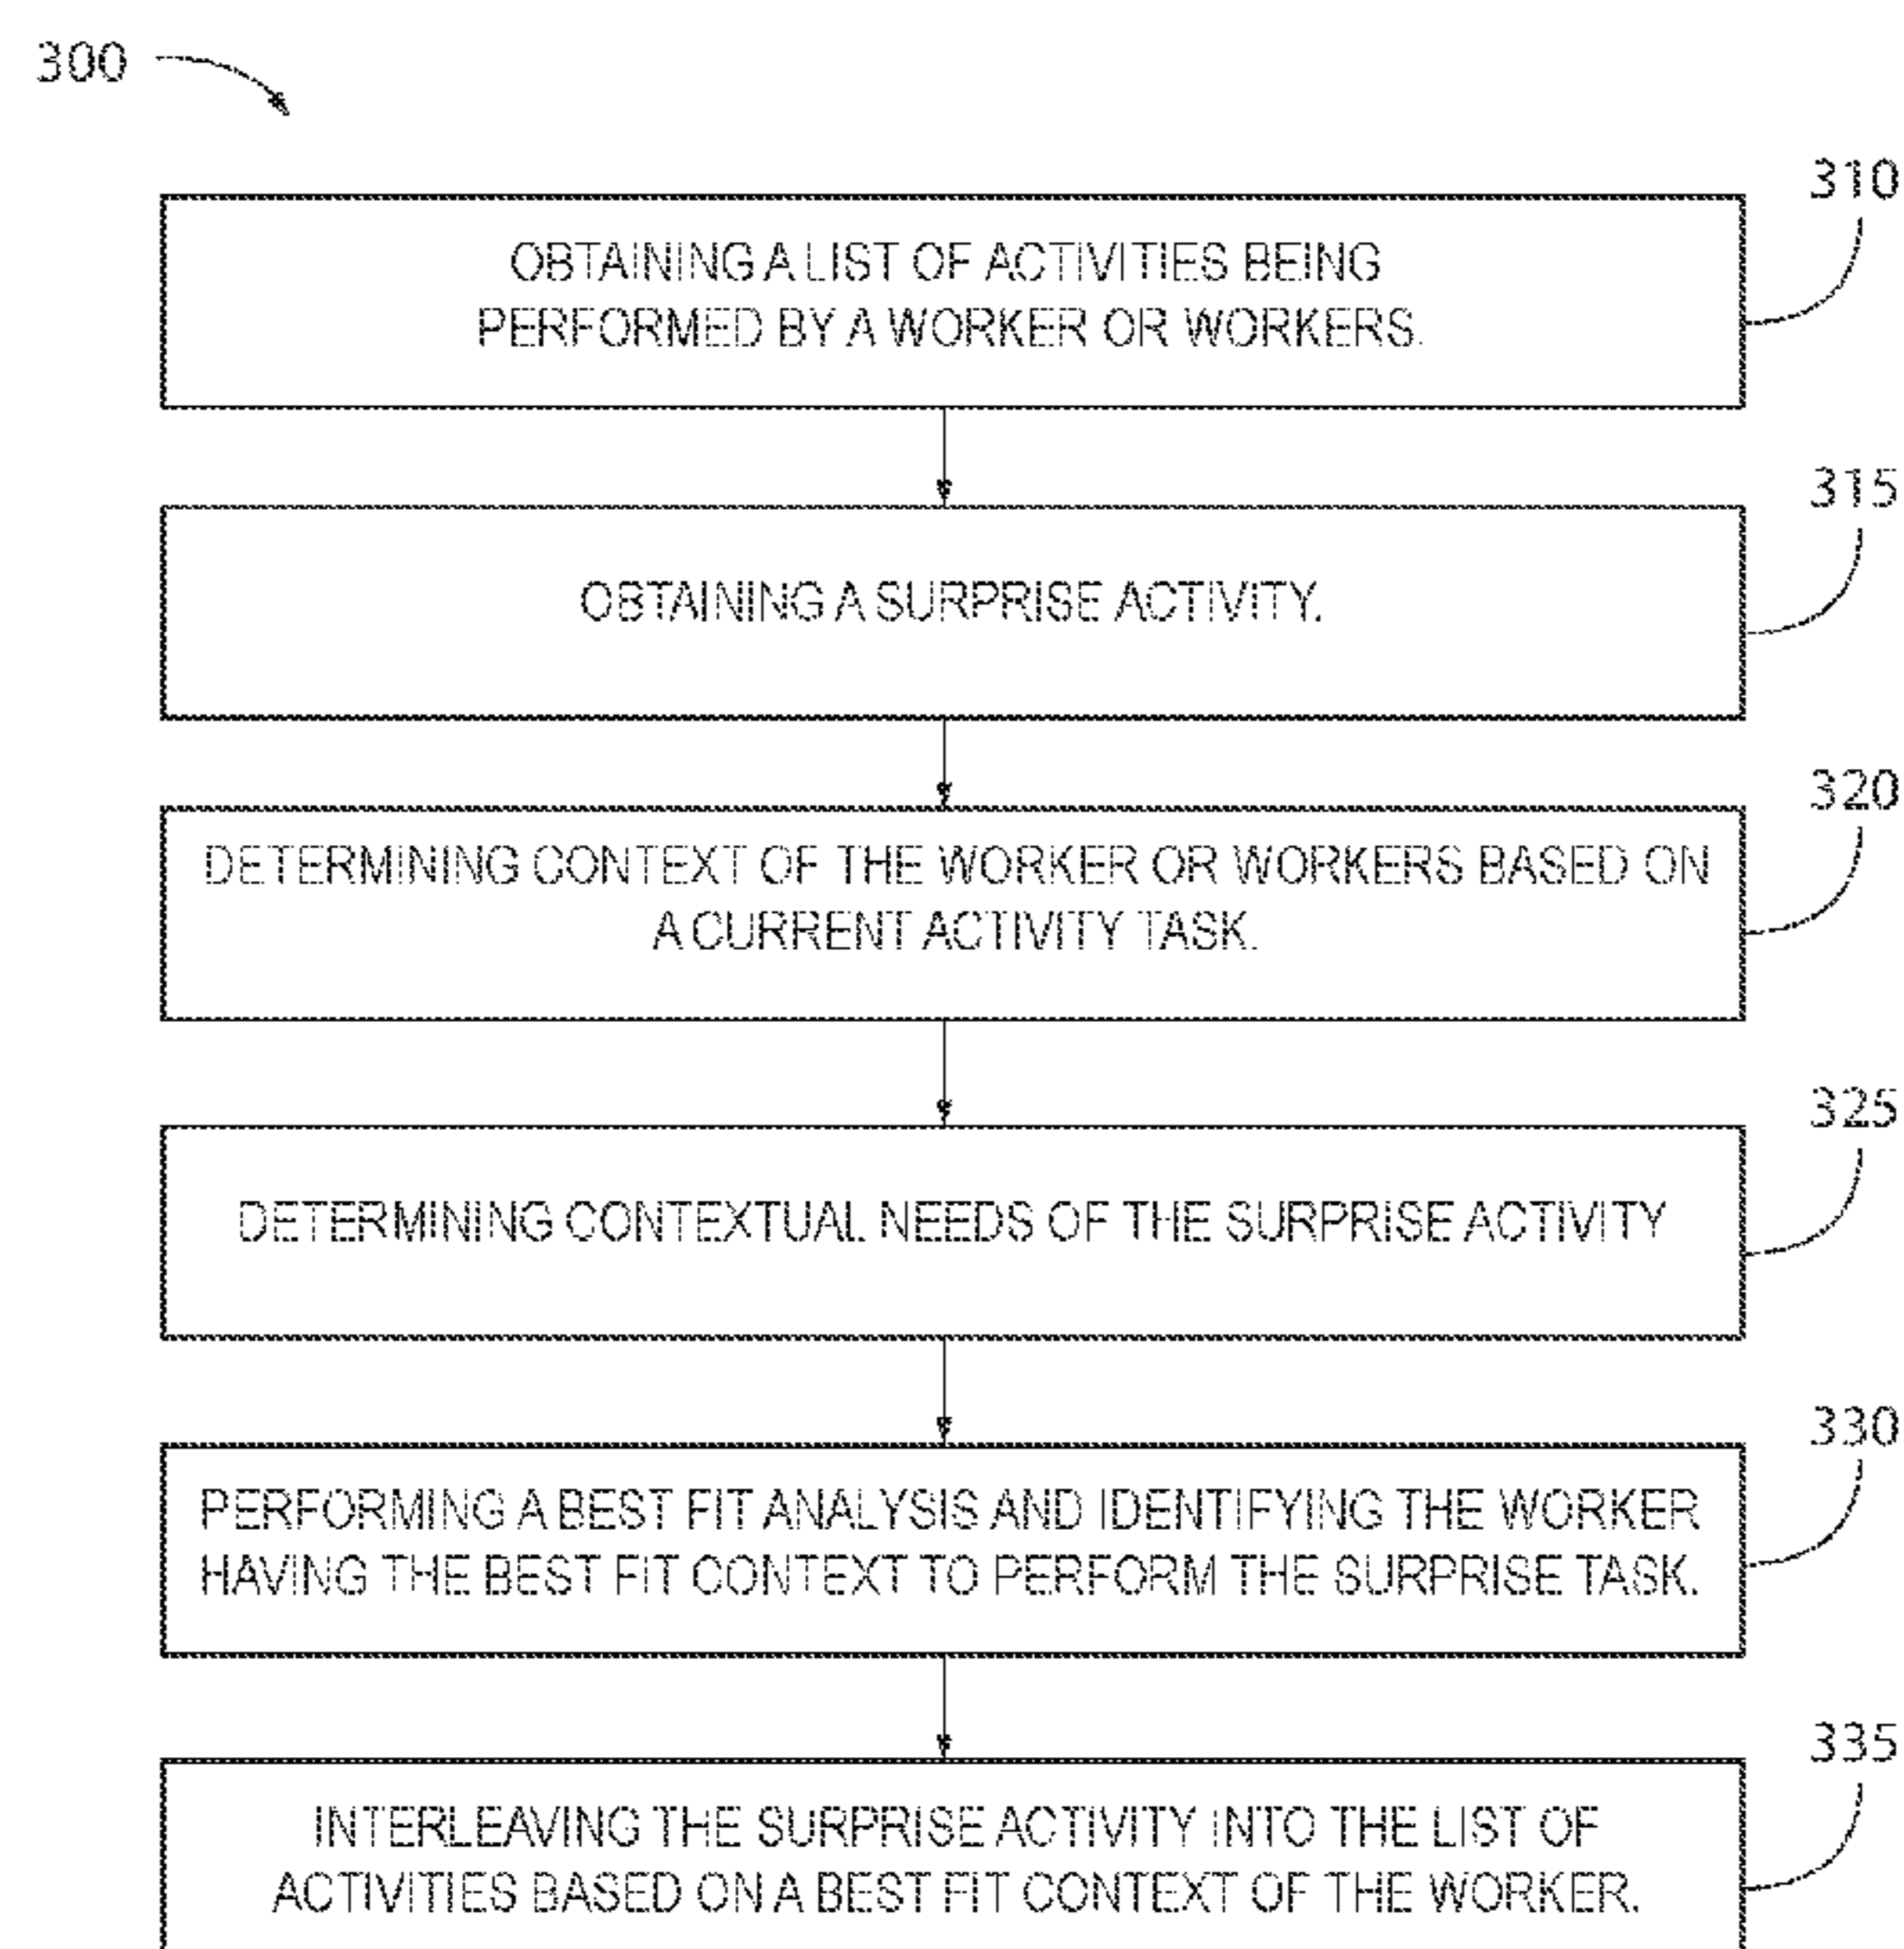 300
310
OBTAINING A LIST OF ACTIVITIES BEING
PERFORMED BY A WORKER OR WORKERS.
315
OBTAINING A SURPRISE ACTIVITY.
320
DETERMINING CONTEXT OF THE WORKER OR WORKERS BASED ON
A CURRENT ACTIVITY TASK.
325
DETERMINING CONTEXTUAL NEEDS OF THE SURPRISE ACTIVITY
330
PERFORMING A BEST FIT ANALYSIS AND IDENTIFYING THE WORKER
HAVING THE BEST FIT CONTEXT TO PERFORM THE SURPRISE TASK.
335
INTERLEAVING THE SURPRISE ACTIVITY INTO THE LIST OF
ACTIVITIES BASED ON A BEST FIT CONTEXT OF THE WORKER.